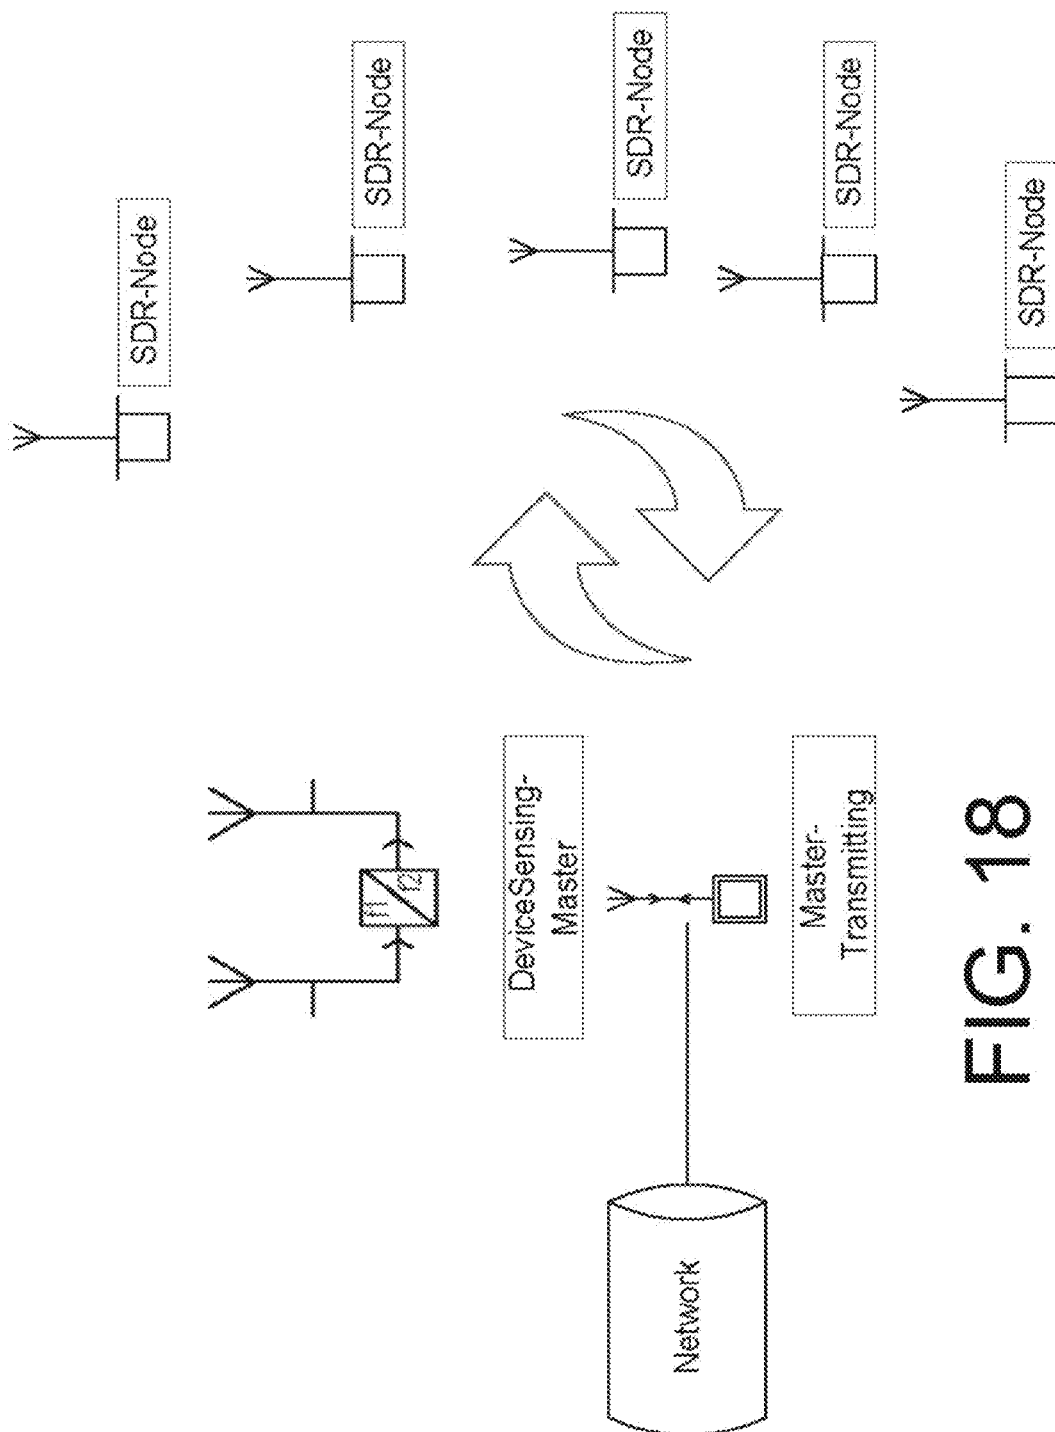 SDR-Node
SDR-Node
f1
f2
DeviceSensing-
Master
SDR-Node
Network
SDR-Node
Master-
Transmitting
SDR-Node
FIG. 18